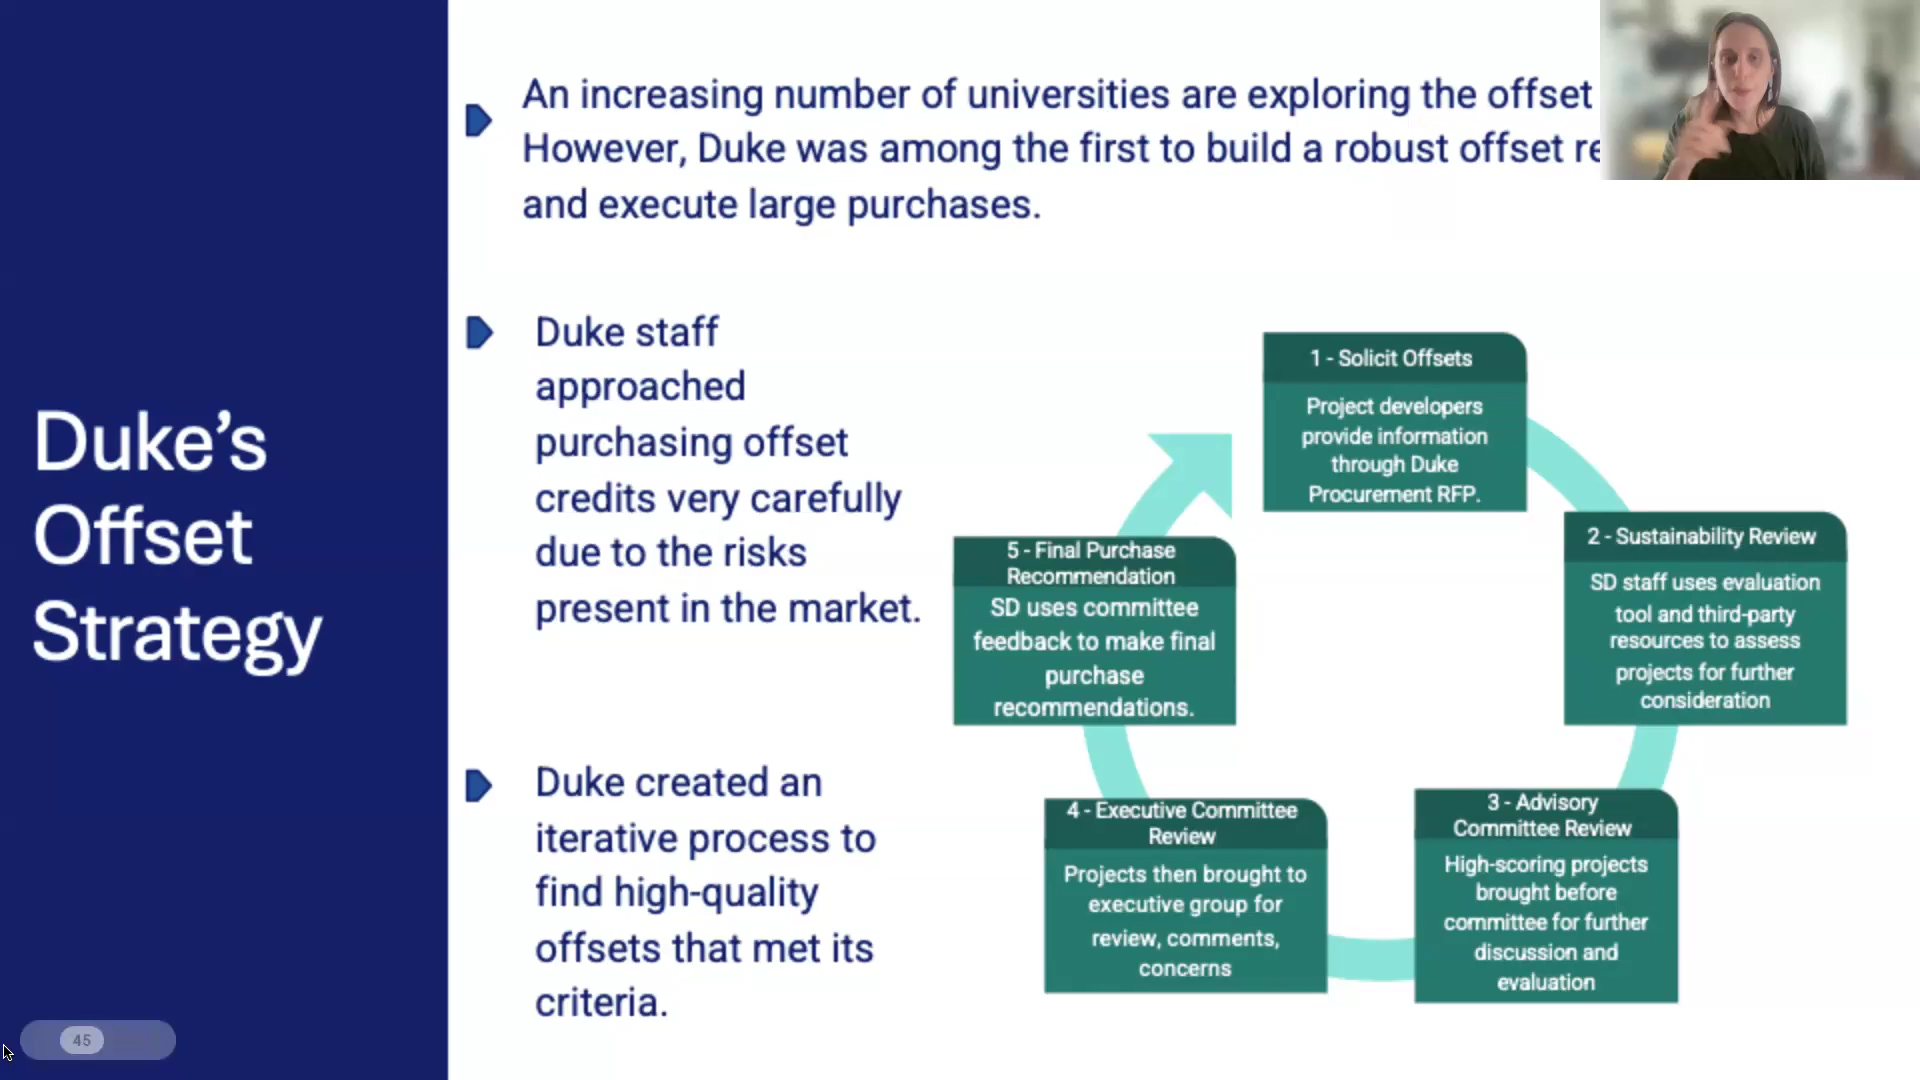 Duke's
Offset
Strategy
An increasing number of universities are exploring the offset
However, Duke was among the first to build a robust offset
and execute large purchases.
Duke staff
approached
purchasing offset
credits very carefully
due to the risks
present in the market.
Duke created an
iterative process to
find high-quality
offsets that met its
criteria.
1 - Solicit Offsets
Project developers
provide information
through Duke
Procurement RFP.
2 - Sustainability Review
SD staff uses evaluation
tool and third-party
resources to assess
projects for further
consideration
3 - Advisory
Committee Review
High-scoring projects
brought before
committee for further
discussion and
evaluation
4 - Executive Committee
Review
Projects then brought to
executive group for
review, comments,
concerns
5 - Final Purchase
Recommendation
SD uses committee
feedback to make final
purchase
recommendations.
45